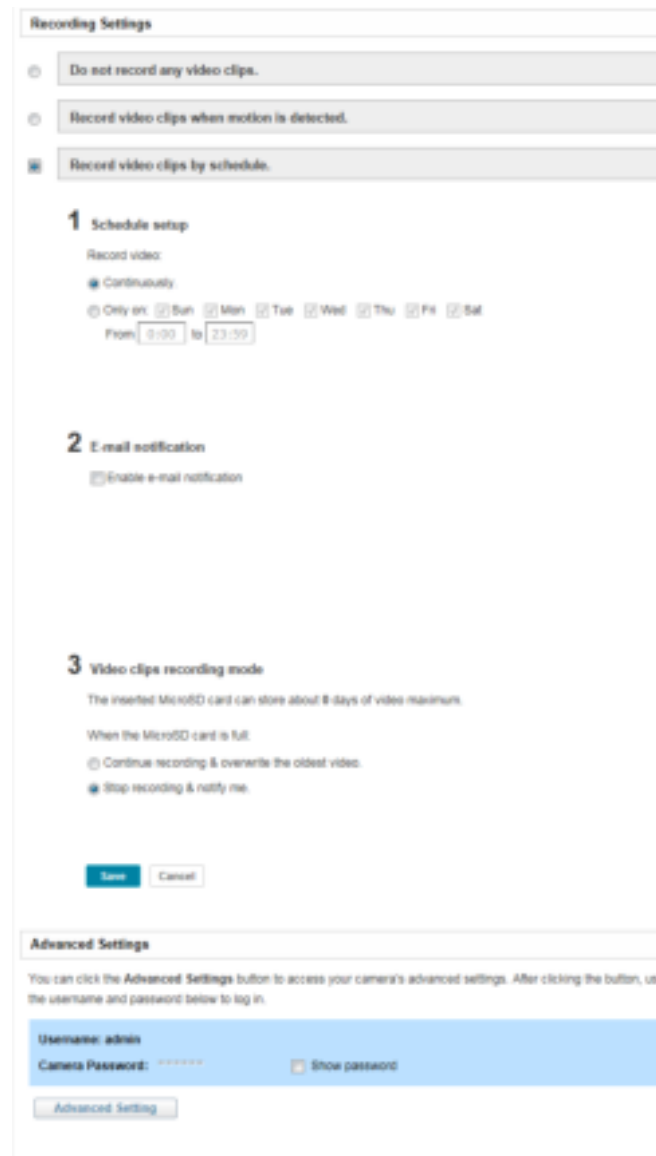 Recording Settings
Do not record any video clips.
Record video clips when motion is detected.
Record video clips by schedule.
1 Schedule setup
Record video:
Continuously.
Only on: Sun Mon Tue Wed Thu Fri Sat
From 0:00 to 23:59
2 E-mail notification
Enable e-mail notification
3 Video clips recording mode
The inserted MicroSD card can store about days of video maximum.
When the MicroSD card is full:
Continue recording & overwrite the oldest video.
Stop recording & notify me.
Save Cancel
Advanced Settings
You can click the Advanced Settings button to access your camera's advanced settings. After clicking the button, us
the username and password below to log in.
Username: admin
Camera Password: ****** Show password
Advanced Setting